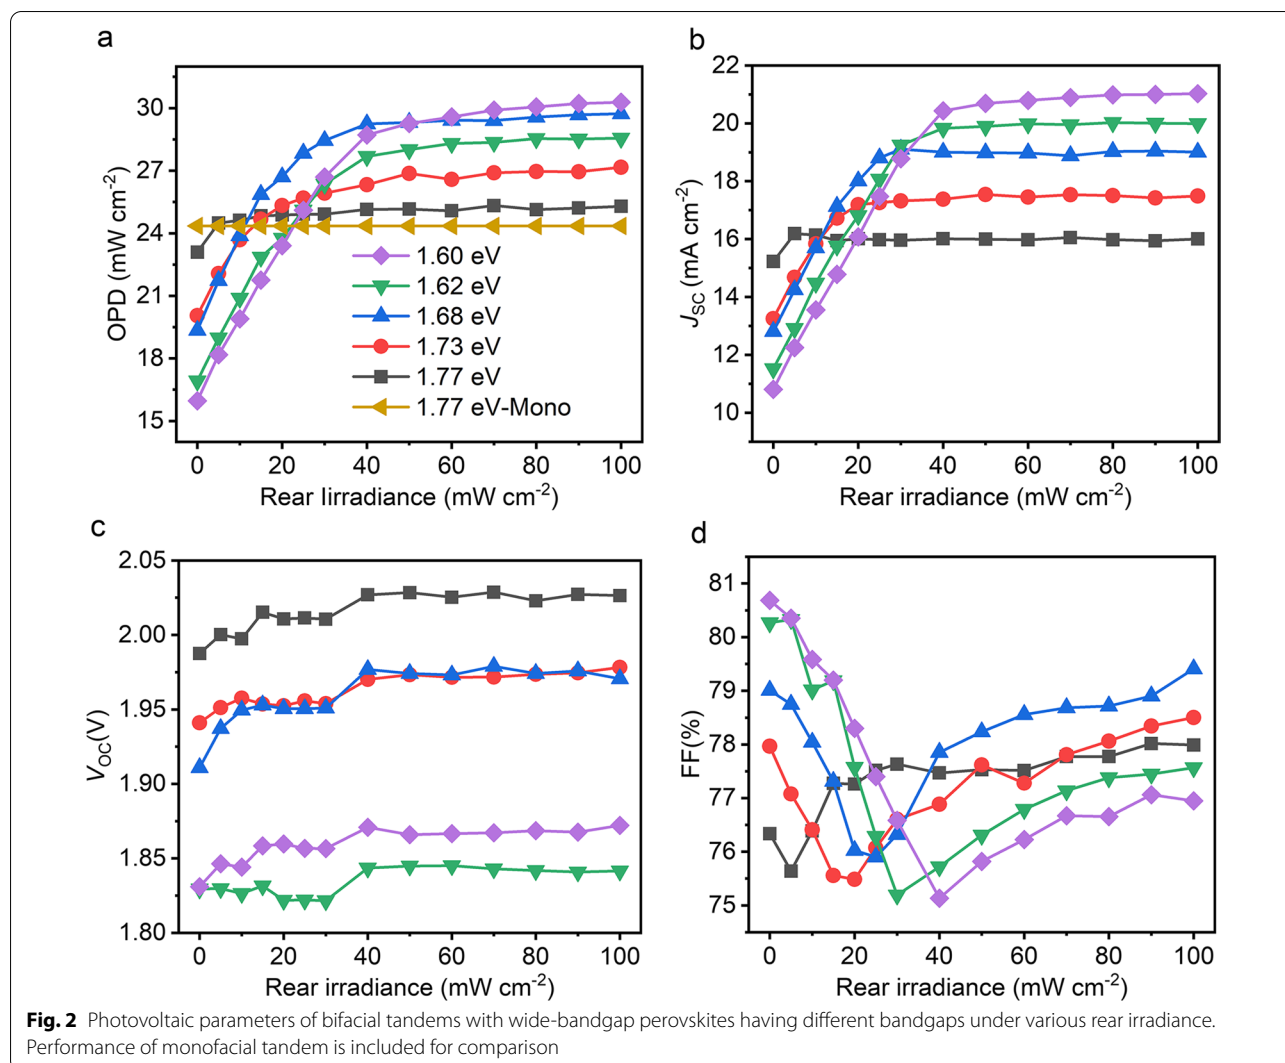 a
OPD (mW cm-2)
30
27
24
21
18
15
1.60 eV
1.62 eV
1.68 eV
1.73 eV
1.77 eV
1.77 eV-Mono
0 20 40 60 80 100
Rear Iirradiance (mW cm-2)
b
JSC (mA cm-2)
22
20
18
16
14
12
10
0 20 40 60 80 100
Rear irradiance (mW cm-2)
c
VOC(V)
2.05
2.00
1.95
1.90
1.85
1.80
0 20 40 60 80 100
Rear irradiance (mW cm-2)
d
FF(%)
81
80
79
78
77
76
75
0 20 40 60 80 100
Rear irradiance (mW cm-2)
Fig. 2 Photovoltaic parameters of bifacial tandems with wide-bandgap perovskites having different bandgaps under various rear irradiance.
Performance of monofacial tandem is included for comparison